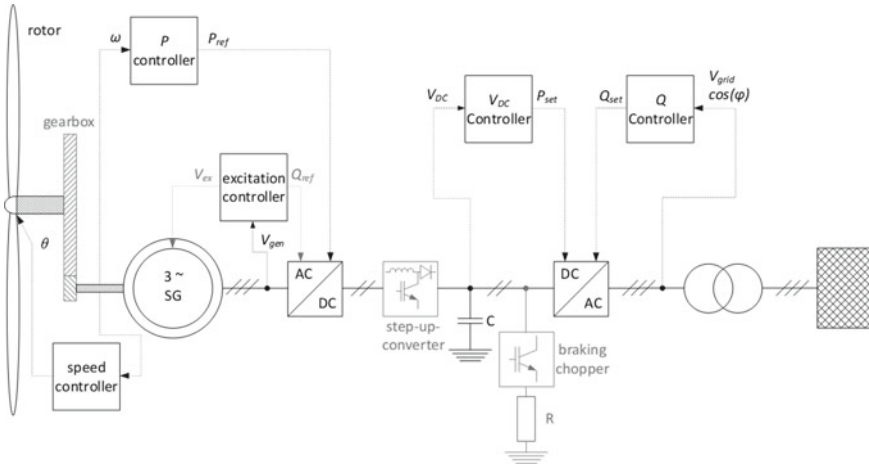 rotor
ω
P
controller
P_ref
gearbox
V_ex
excitation
controller
Q_ref
V_gen
θ
3 ~
SG
AC
DC
speed
controller
step-up-
converter
V_DC
V_DC
Controller
P_set
Q_set
Q
Controller
V_grid
cos(φ)
DC
AC
C
braking
chopper
R